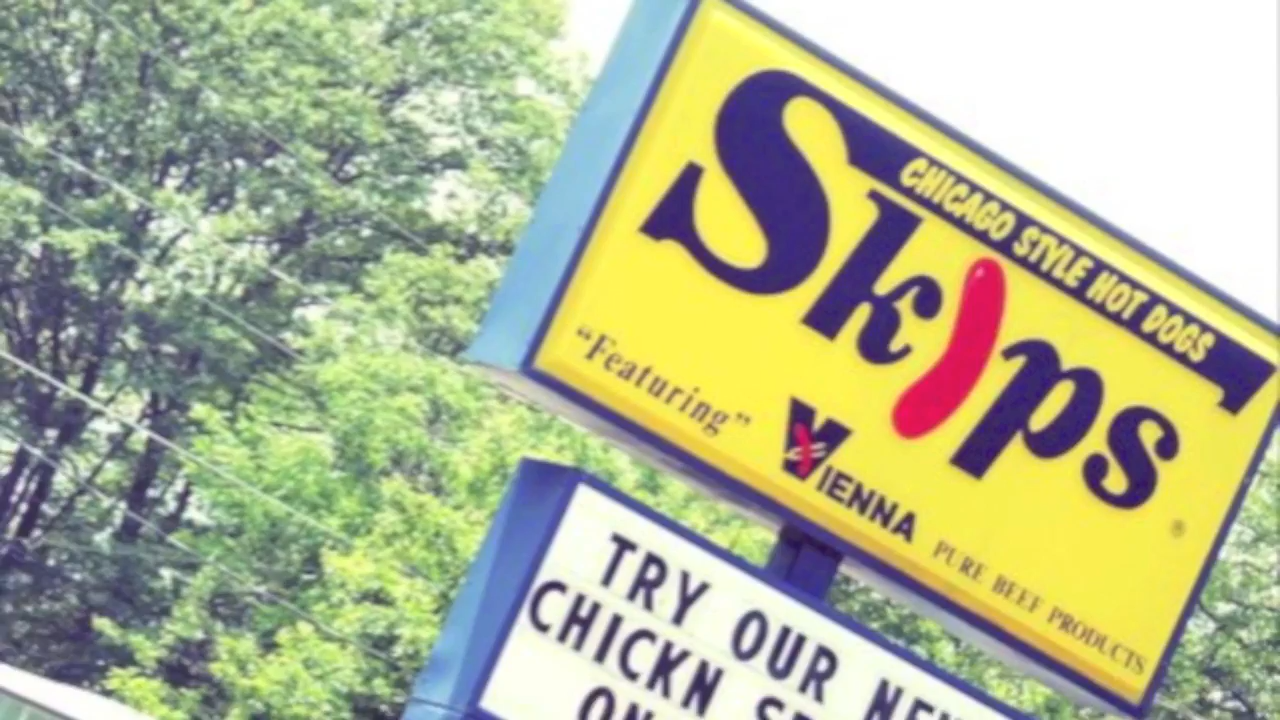 CHICAGO STYLE HOT DOGS
Skips
"Featuring"
VIENNA
PURE BEEF PRODUCTS
®
TRY OUR NEW
CHICKN